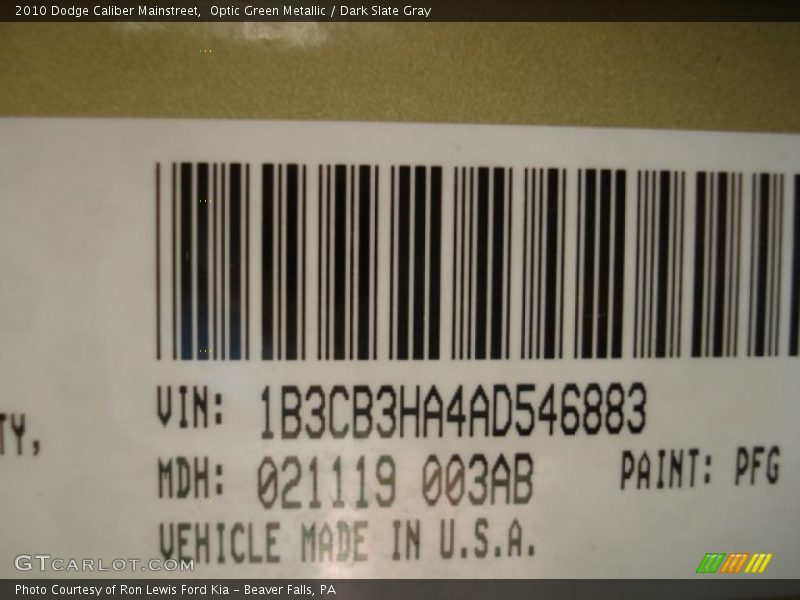 2010 Dodge Caliber Mainstreet,  Optic Green Metallic / Dark Slate Gray
VIN: 1B3CB3HA4AD546883
TY,
MDH: 021119 003AB PAINT: PFG
VEHICLE MADE IN U.S.A.
GTCARLOT.COM
Photo Courtesy of Ron Lewis Ford Kia – Beaver Falls, PA